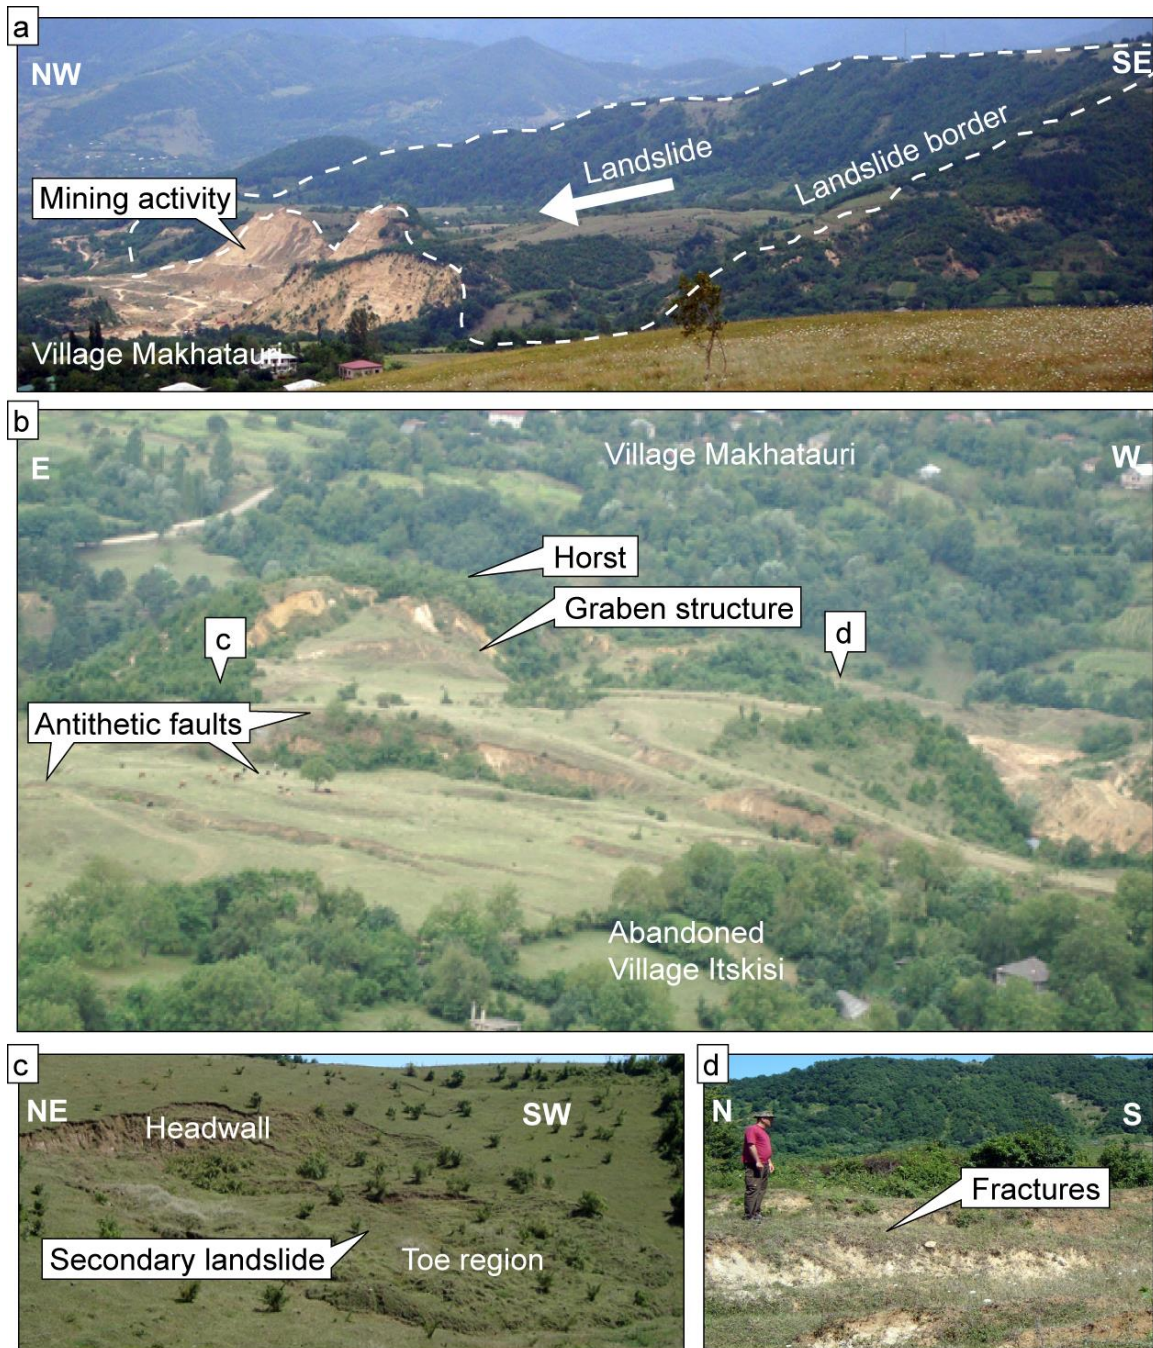 a
NW
SE
Landslide
Landslide border
Mining activity
Village Makhatauri
b
E
Village Makhatauri
W
Horst
Graben structure
c
d
Antithetic faults
Abandoned
Village Itskisi
c
NE
Headwall
SW
Secondary landslide
Toe region
d
N
S
Fractures